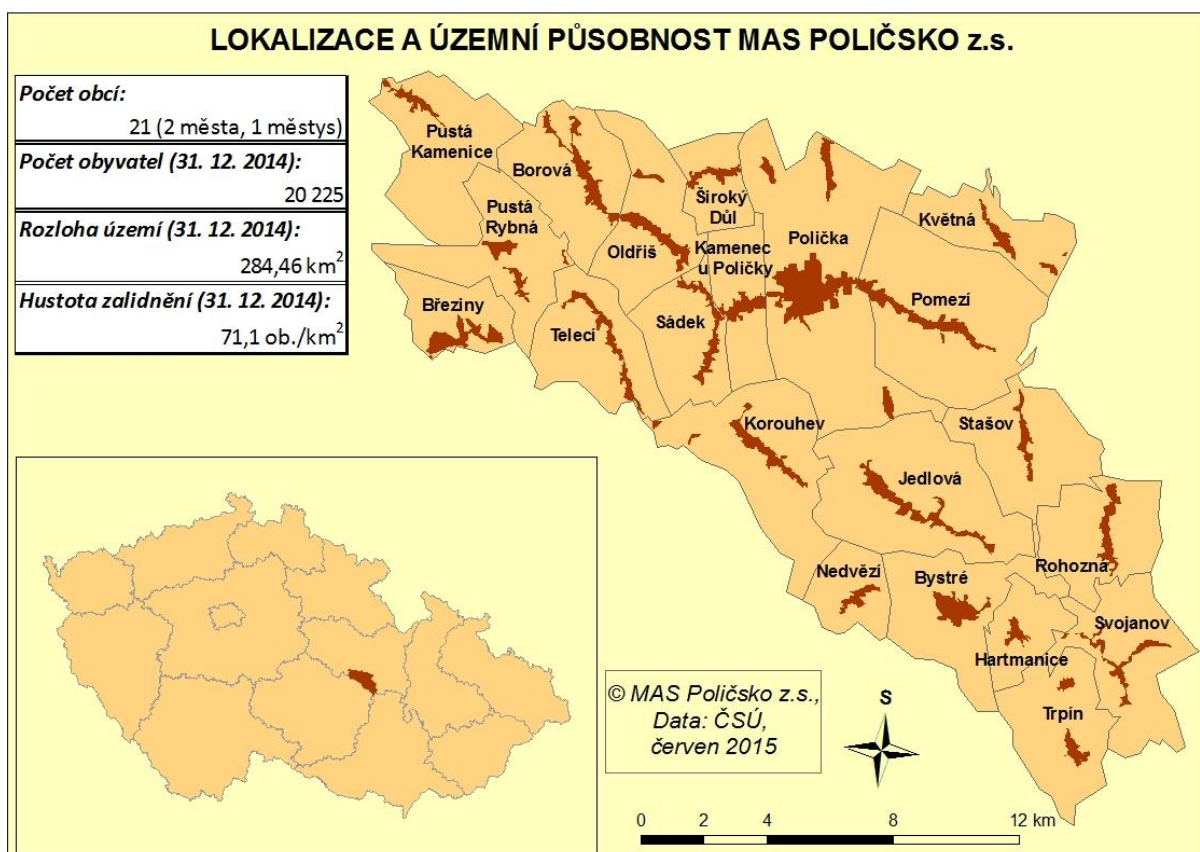 LOKALIZACE A ÚZEMNÍ PŮSOBNOST MAS POLIČSKO z.s.
Počet obcí:
21 (2 města, 1 městys)
Počet obyvatel (31. 12. 2014):
20 225
Rozloha území (31. 12. 2014):
284,46 km²
Hustota zalidnění (31. 12. 2014):
71,1 ob./km²
Pustá
Kamenice
Borová
Pustá
Rybná
Široký
Důl
Květná
Oldřiš
Kamenec
u Poličky
Polička
Březiny
Telecí
Sádek
Pomezí
Korouhev
Stašov
Jedlová
Rohozná
Nedvězí
Bystré
Svojanov
Hartmanice
Trpín
© MAS Poličsko z.s.,
Data: ČSÚ,
červen 2015
S
0 2 4 8 12 km